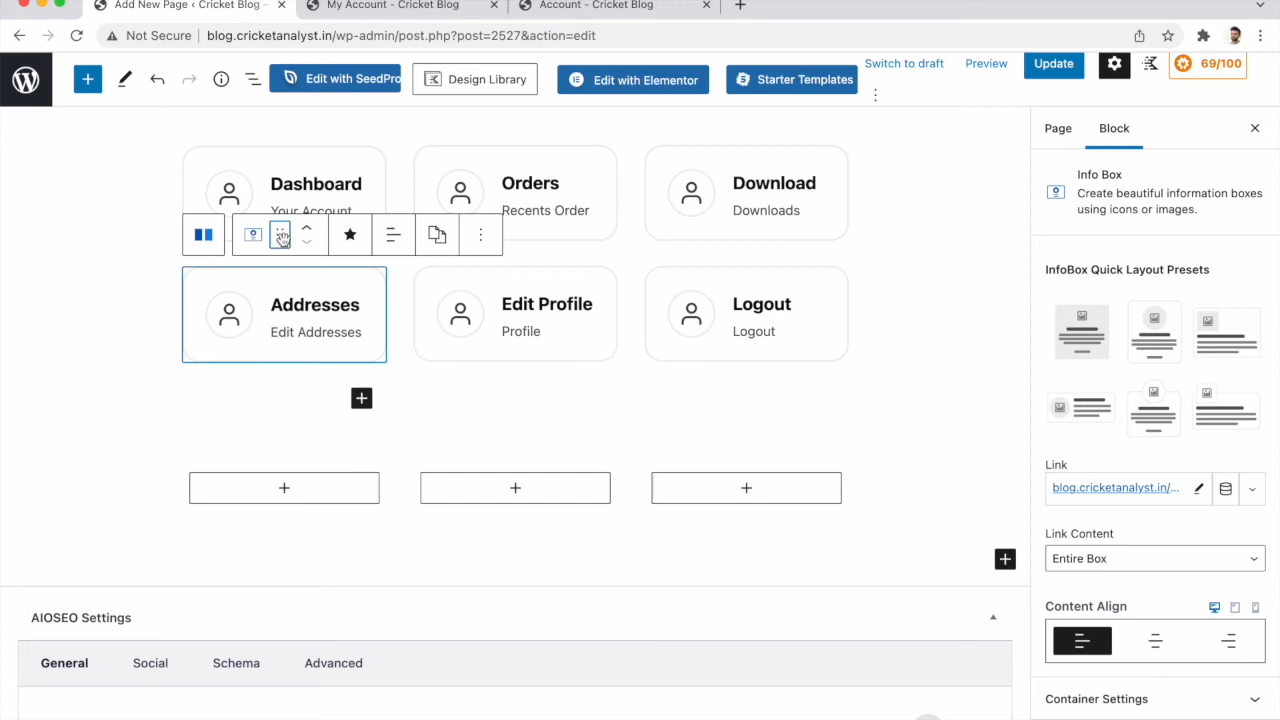 Add New Page ‹ Cricket Blog –
My Account - Cricket Blog
Account - Cricket Blog
Not Secure
blog.cricketanalyst.in/wp-admin/post.php?post=2527&action=edit
Edit with SeedPro
Design Library
Edit with Elementor
Starter Templates
Switch to draft
Preview
Update
69/100
Page
Block
Dashboard
Your Account
Orders
Recents Order
Download
Downloads
Addresses
Edit Addresses
Edit Profile
Profile
Logout
Logout
Info Box
Create beautiful information boxes
using icons or images.
InfoBox Quick Layout Presets
Link
blog.cricketanalyst.in/...
Link Content
Entire Box
Content Align
Container Settings
AIOSEO Settings
General
Social
Schema
Advanced